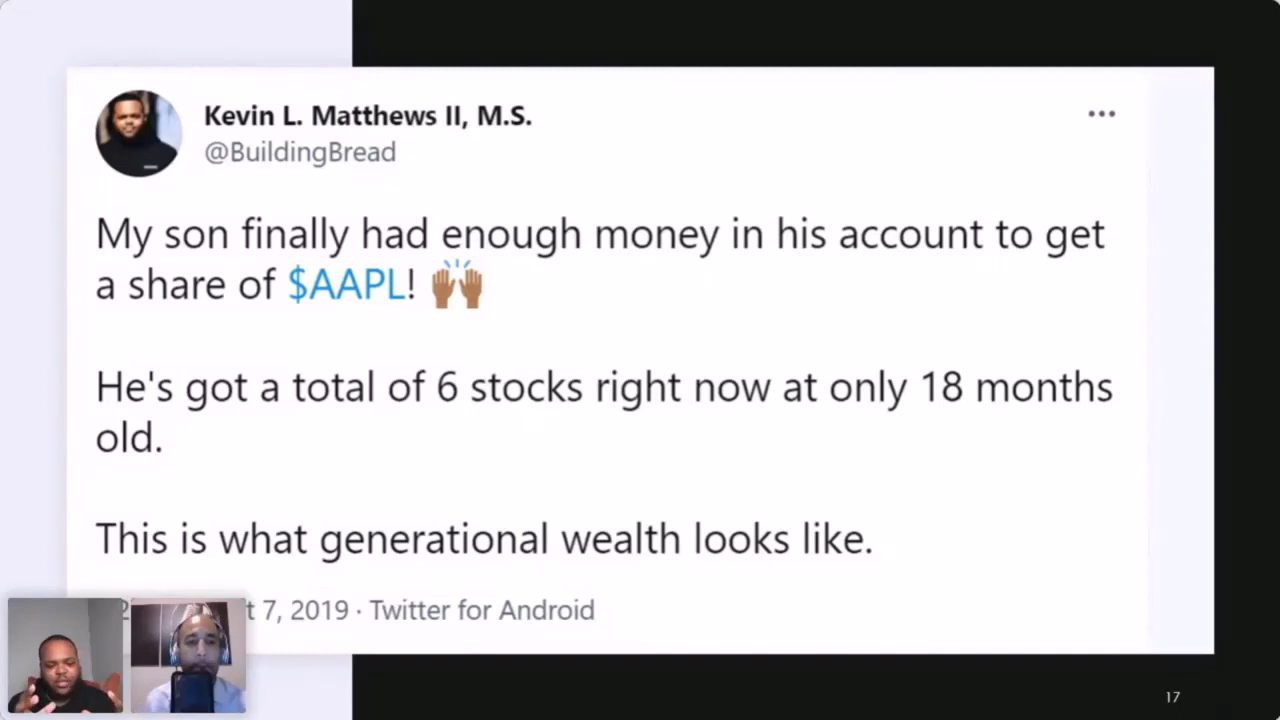 Kevin L. Matthews II, M.S.
@BuildingBread
My son finally had enough money in his account to get
a share of $AAPL! 🙌🏽
He's got a total of 6 stocks right now at only 18 months
old.
This is what generational wealth looks like.
7, 2019 · Twitter for Android
17